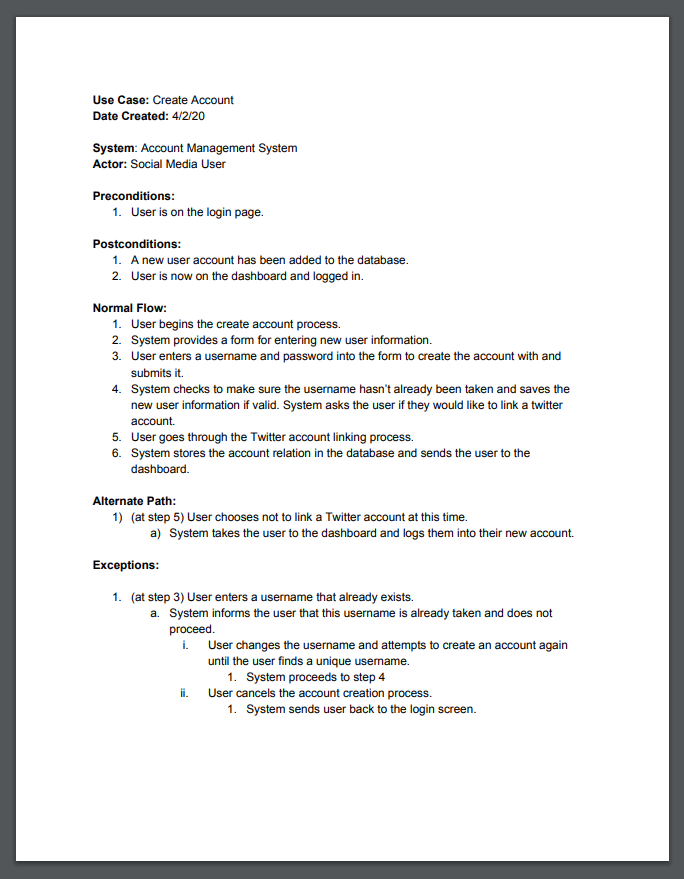 Use Case: Create Account
Date Created: 4/2/20
System: Account Management System
Actor: Social Media User
Preconditions:
1. User is on the login page.
Postconditions:
1. A new user account has been added to the database.
2. User is now on the dashboard and logged in.
Normal Flow:
1. User begins the create account process.
2. System provides a form for entering new user information.
3. User enters a username and password into the form to create the account with and
submits it.
4. System checks to make sure the username hasn't already been taken and saves the
new user information if valid. System asks the user if they would like to link a twitter
account.
5. User goes through the Twitter account linking process.
6. System stores the account relation in the database and sends the user to the
dashboard.
Alternate Path:
1) (at step 5) User chooses not to link a Twitter account at this time.
a) System takes the user to the dashboard and logs them into their new account.
Exceptions:
1. (at step 3) User enters a username that already exists.
a. System informs the user that this username is already taken and does not
proceed.
i. User changes the username and attempts to create an account again
until the user finds a unique username.
1. System proceeds to step 4
ii. User cancels the account creation process.
1. System sends user back to the login screen.